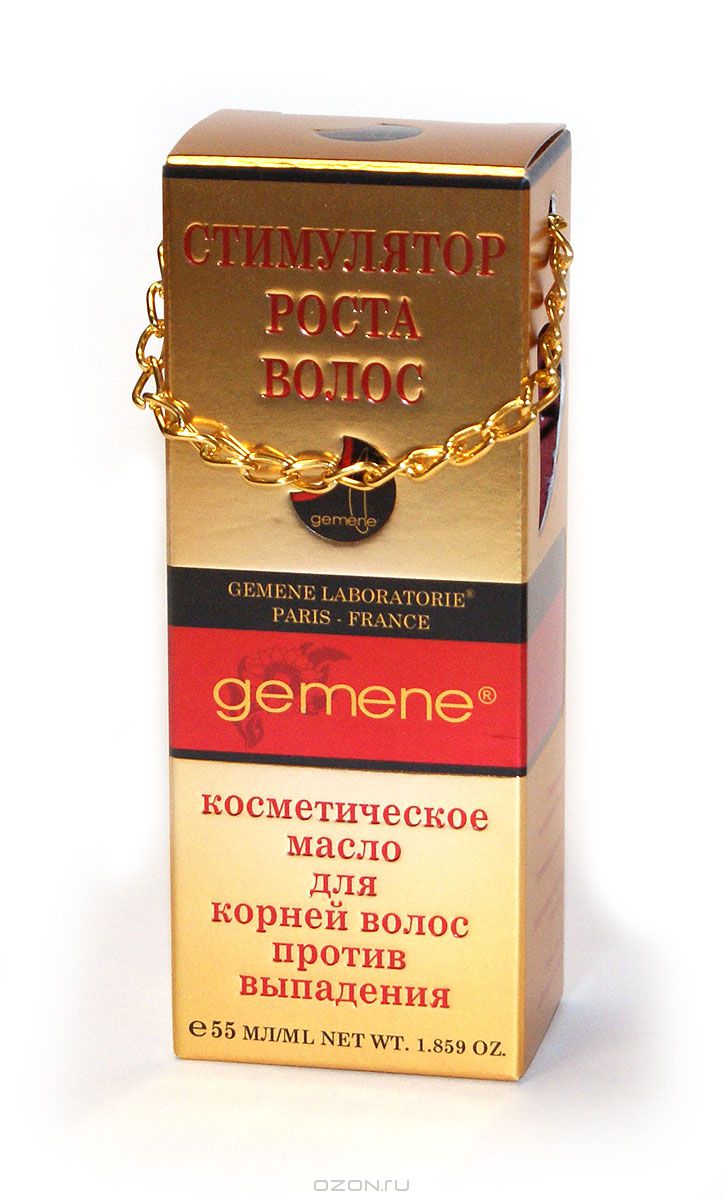 СТИМУЛЯТОР
РОСТА
ВОЛОС
gemene
GEMENE LABORATORIE®
PARIS - FRANCE
gemene®
косметическое
масло
для
корней волос
против
выпадения
℮55 МЛ/ML NET WT. 1.859 OZ.
OZON.RU